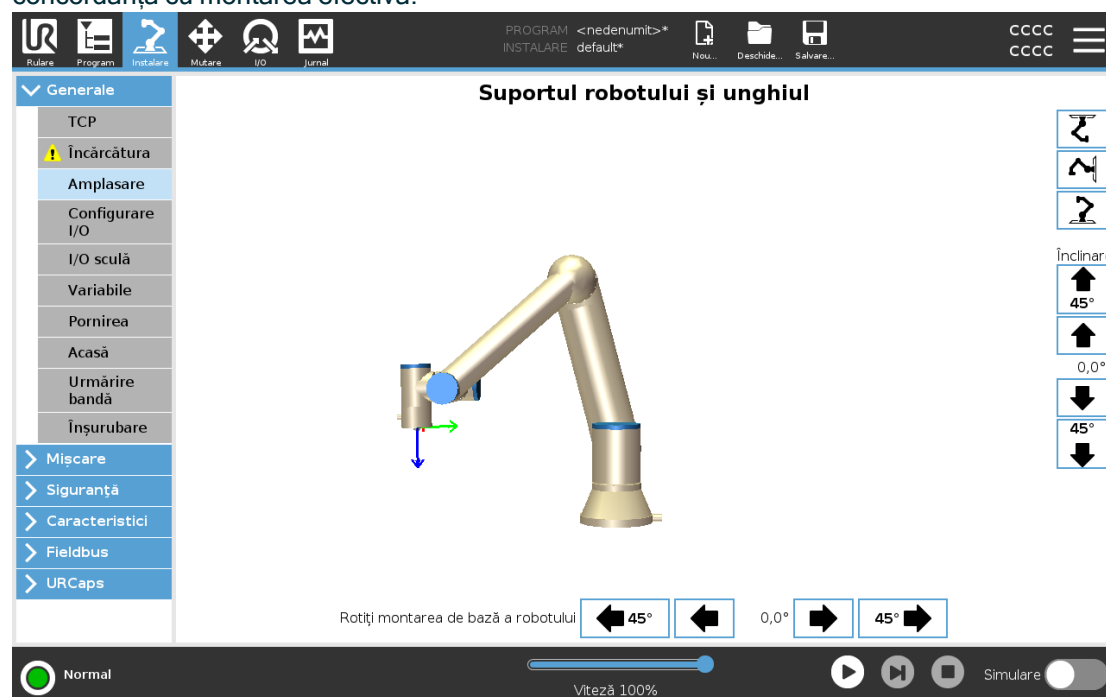 concordanță cu montarea efectivă.
PROGRAM <nedenumit>*
INSTALARE default*
Rulare
Program
Instalare
Mutare
I/O
Jurnal
Nou...
Deschide...
Salvare...
CCCC
CCCC
Generale
TCP
Încărcătura
Amplasare
Configurare
I/O
I/O sculă
Variabile
Pornirea
Acasă
Urmărire
bandă
Înșurubare
Mișcare
Siguranță
Caracteristici
Fieldbus
URCaps
Suportul robotului și unghiul
Înclinar
45°
0,0°
45°
Rotiți montarea de bază a robotului
45°
0,0°
45°
Normal
Viteză 100%
Simulare